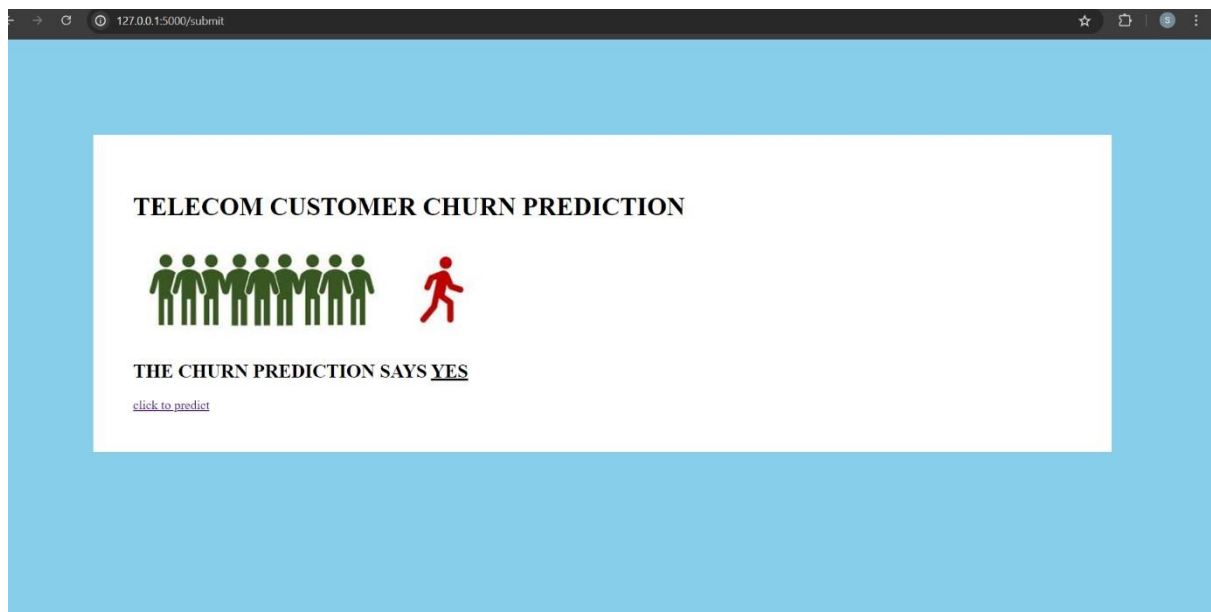 127.0.0.1:5000/submit
S
TELECOM CUSTOMER CHURN PREDICTION
THE CHURN PREDICTION SAYS YES
click to predict